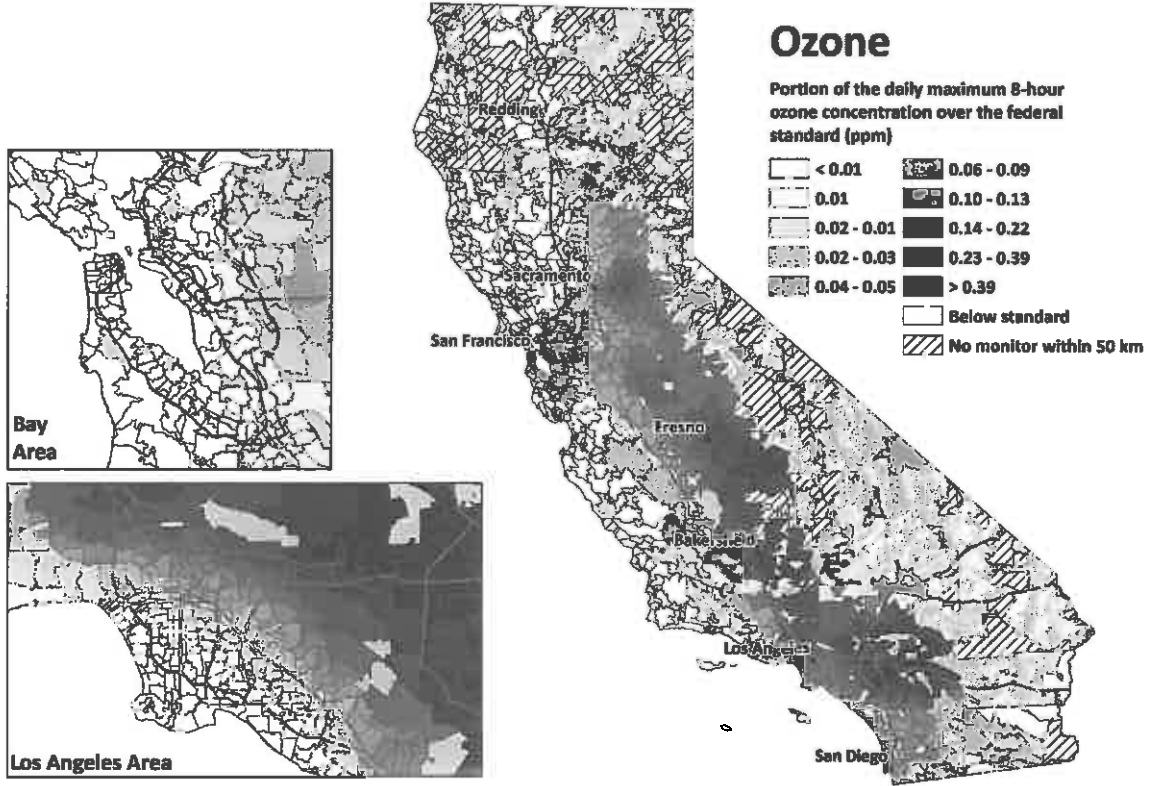 Ozone
Portion of the daily maximum 8-hour
ozone concentration over the federal
standard (ppm)
< 0.01
0.01
0.02 - 0.01
0.02 - 0.03
0.04 - 0.05
0.06 - 0.09
0.10 - 0.13
0.14 - 0.22
0.23 - 0.39
> 0.39
Below standard
No monitor within 50 km
Redding
Sacramento
San Francisco
Fresno
Bakersfield
Los Angeles
San Diego
Bay
Area
Los Angeles Area